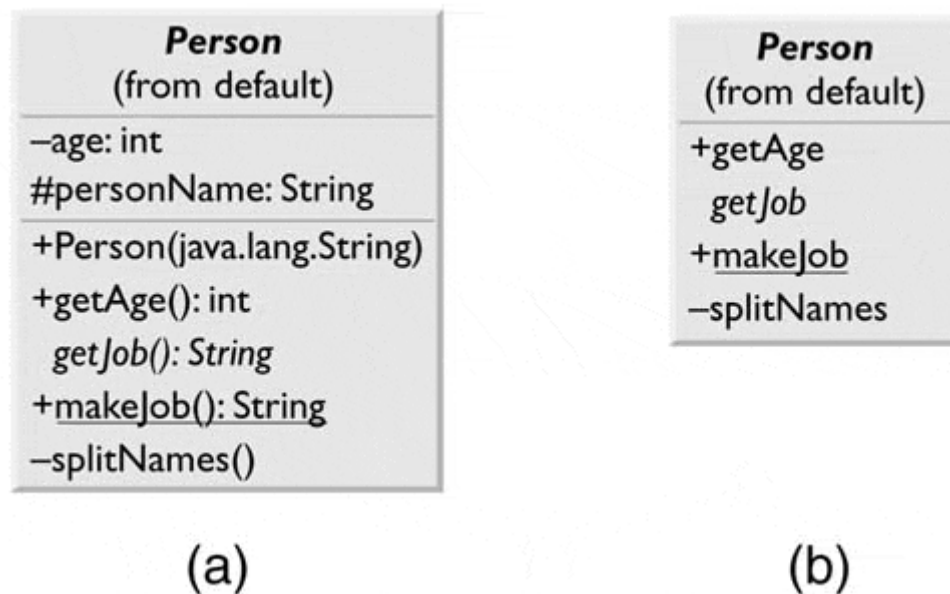 Person
(from default)
–age: int
#personName: String
+Person(java.lang.String)
+getAge(): int
getJob(): String
+makeJob(): String
–splitNames()
(a)
Person
(from default)
+getAge
getJob
+makeJob
–splitNames
(b)